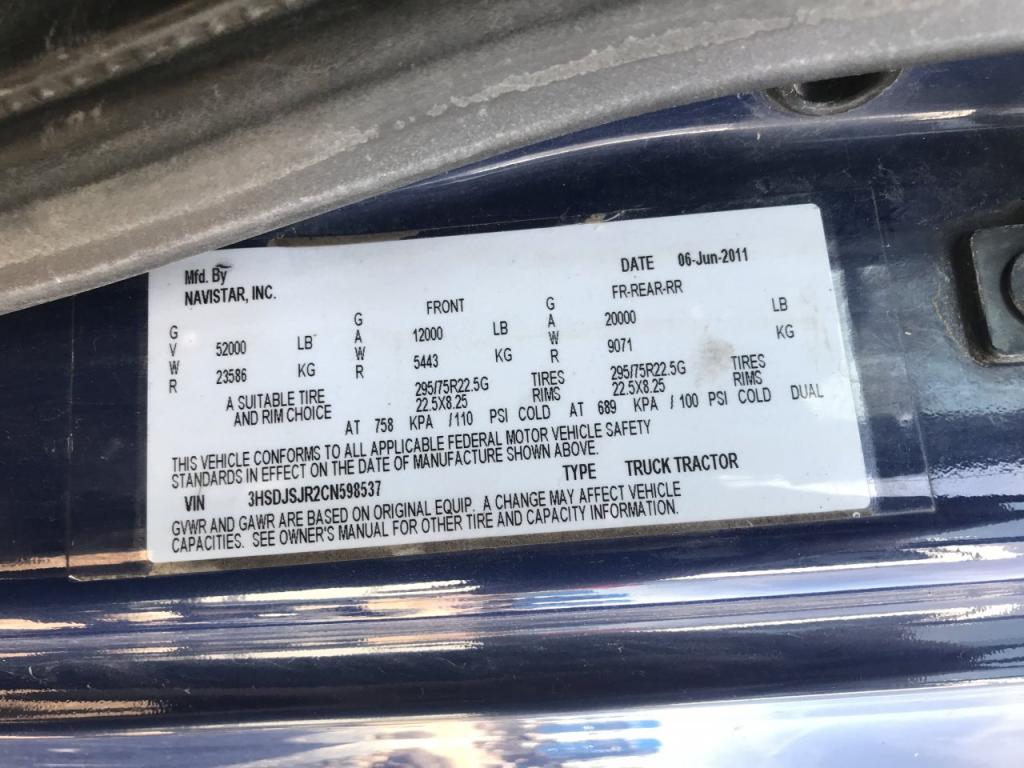 Mfd. By
NAVISTAR, INC.
DATE 06-Jun-2011
FRONT
FR-REAR-RR
GVWR 52000 LB GAWR 12000 LB GAWR 20000 LB
23586 KG 5443 KG 9071 KG
A SUITABLE TIRE 295/75R22.5G TIRES 295/75R22.5G TIRES
AND RIM CHOICE 22.5X8.25 RIMS 22.5X8.25 RIMS
AT 758 KPA /110 PSI COLD AT 689 KPA /100 PSI COLD DUAL
THIS VEHICLE CONFORMS TO ALL APPLICABLE FEDERAL MOTOR VEHICLE SAFETY
STANDARDS IN EFFECT ON THE DATE OF MANUFACTURE SHOWN ABOVE.
VIN 3HSDJSJR2CN598537 TYPE TRUCK TRACTOR
GVWR AND GAWR ARE BASED ON ORIGINAL EQUIP. A CHANGE MAY AFFECT VEHICLE
CAPACITIES. SEE OWNER'S MANUAL FOR OTHER TIRE AND CAPACITY INFORMATION.